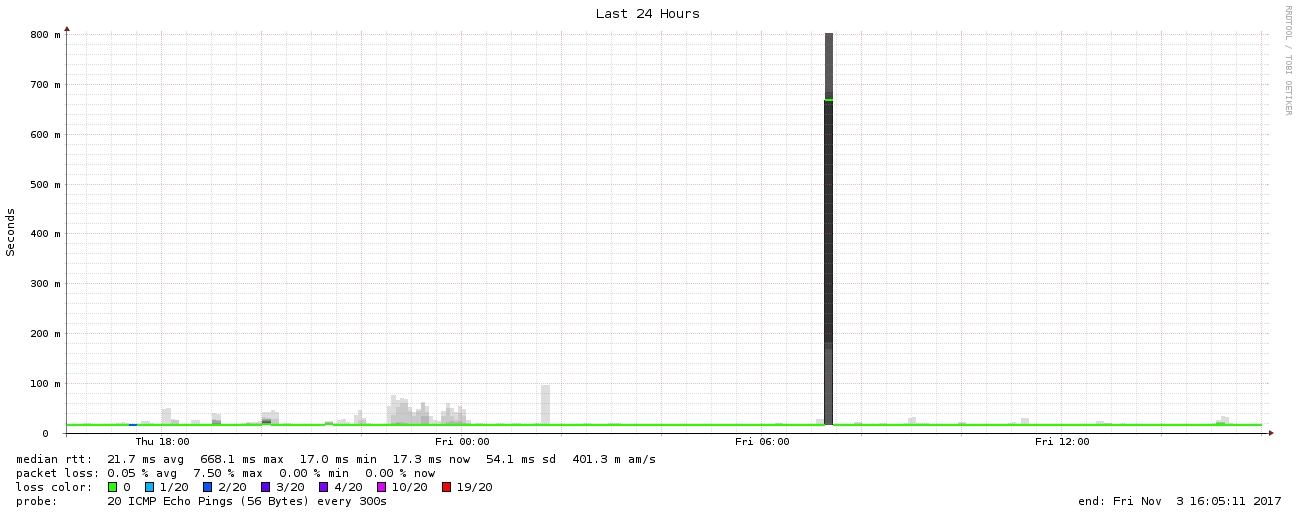 Last 24 Hours
RRDTOOL / TOBI OETIKER
Seconds
800 m
700 m
600 m
500 m
400 m
300 m
200 m
100 m
0
Thu 18:00 Fri 00:00 Fri 06:00 Fri 12:00
median rtt: 21.7 ms avg 668.1 ms max 17.0 ms min 17.3 ms now 54.1 ms sd 401.3 m am/s
packet loss: 0.05 % avg 7.50 % max 0.00 % min 0.00 % now
loss color: 0 1/20 2/20 3/20 4/20 10/20 19/20
probe: 20 ICMP Echo Pings (56 Bytes) every 300s end: Fri Nov 3 16:05:11 2017